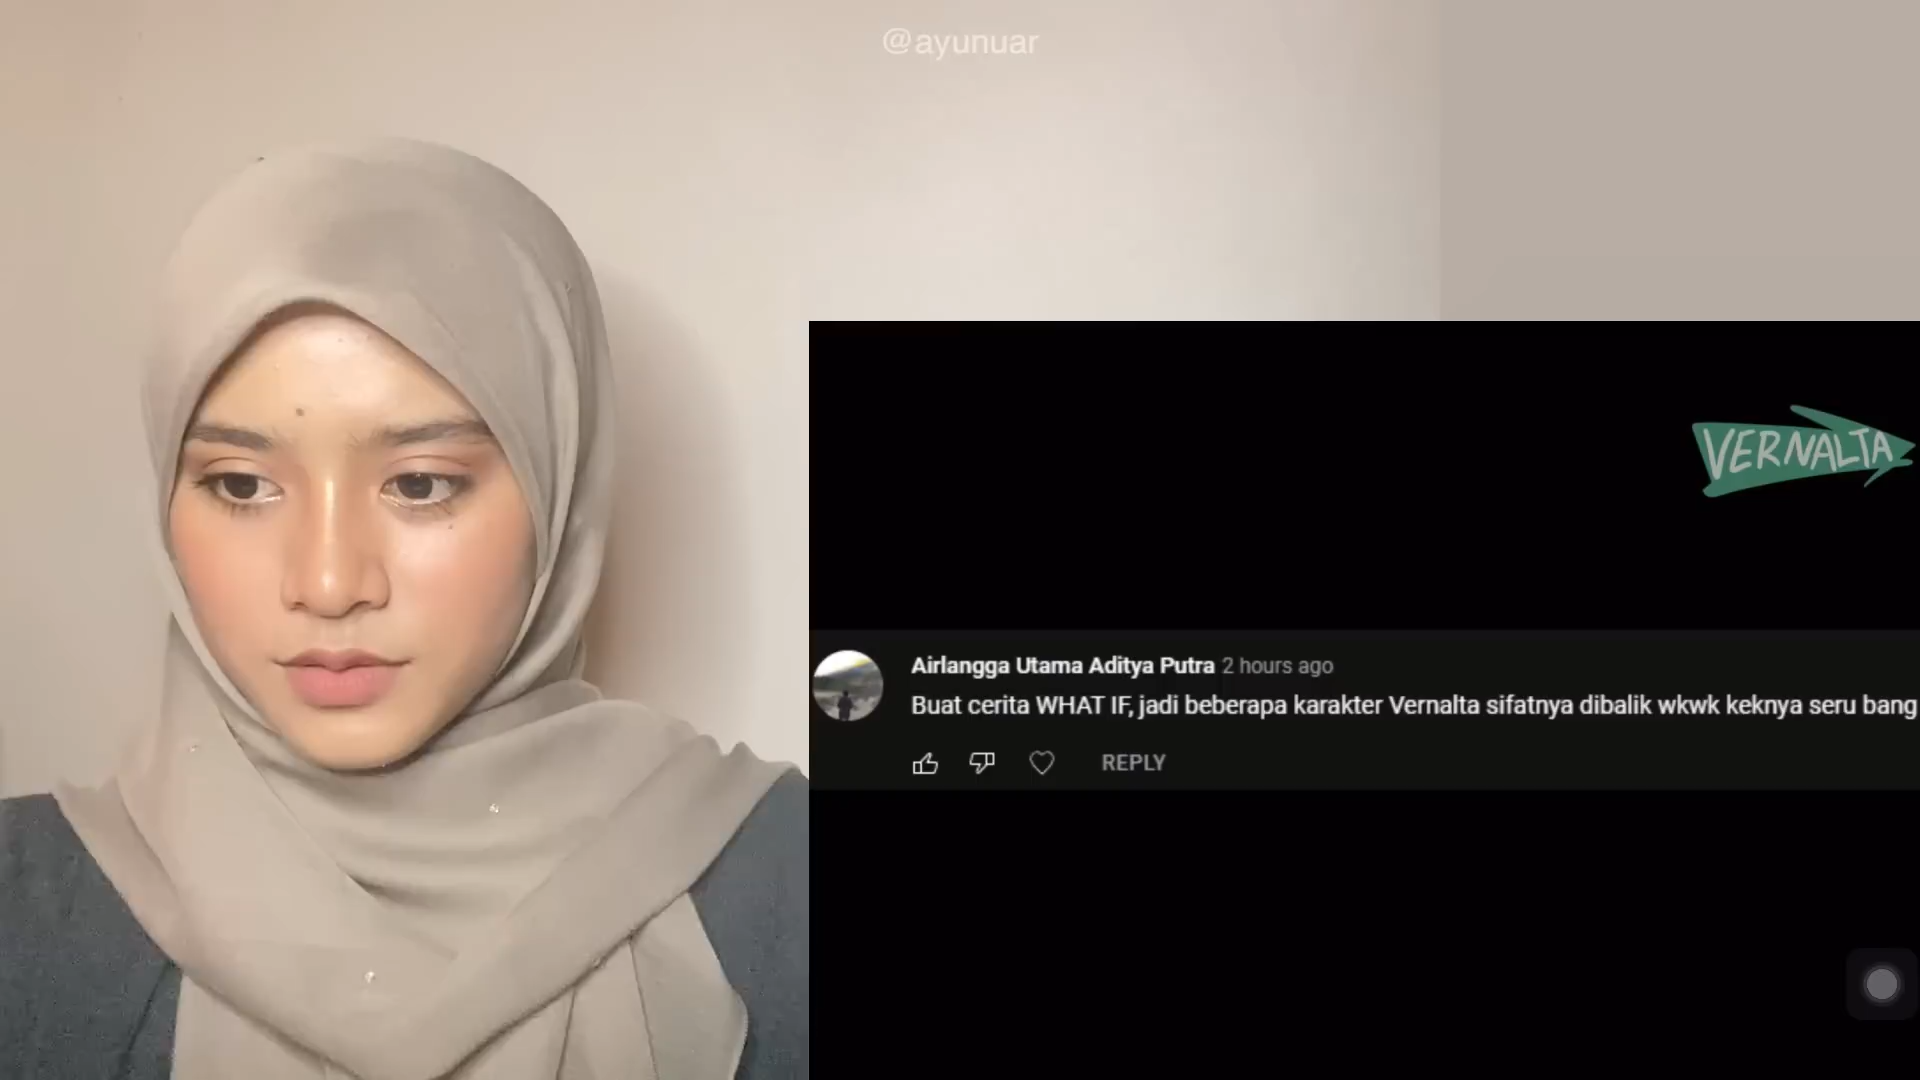 @ayunuar
VERNALTA
Airlangga Utama Aditya Putra 2 hours ago
Buat cerita WHAT IF, jadi beberapa karakter Vernalta sifatnya dibalik wkwk keknya seru bang
REPLY